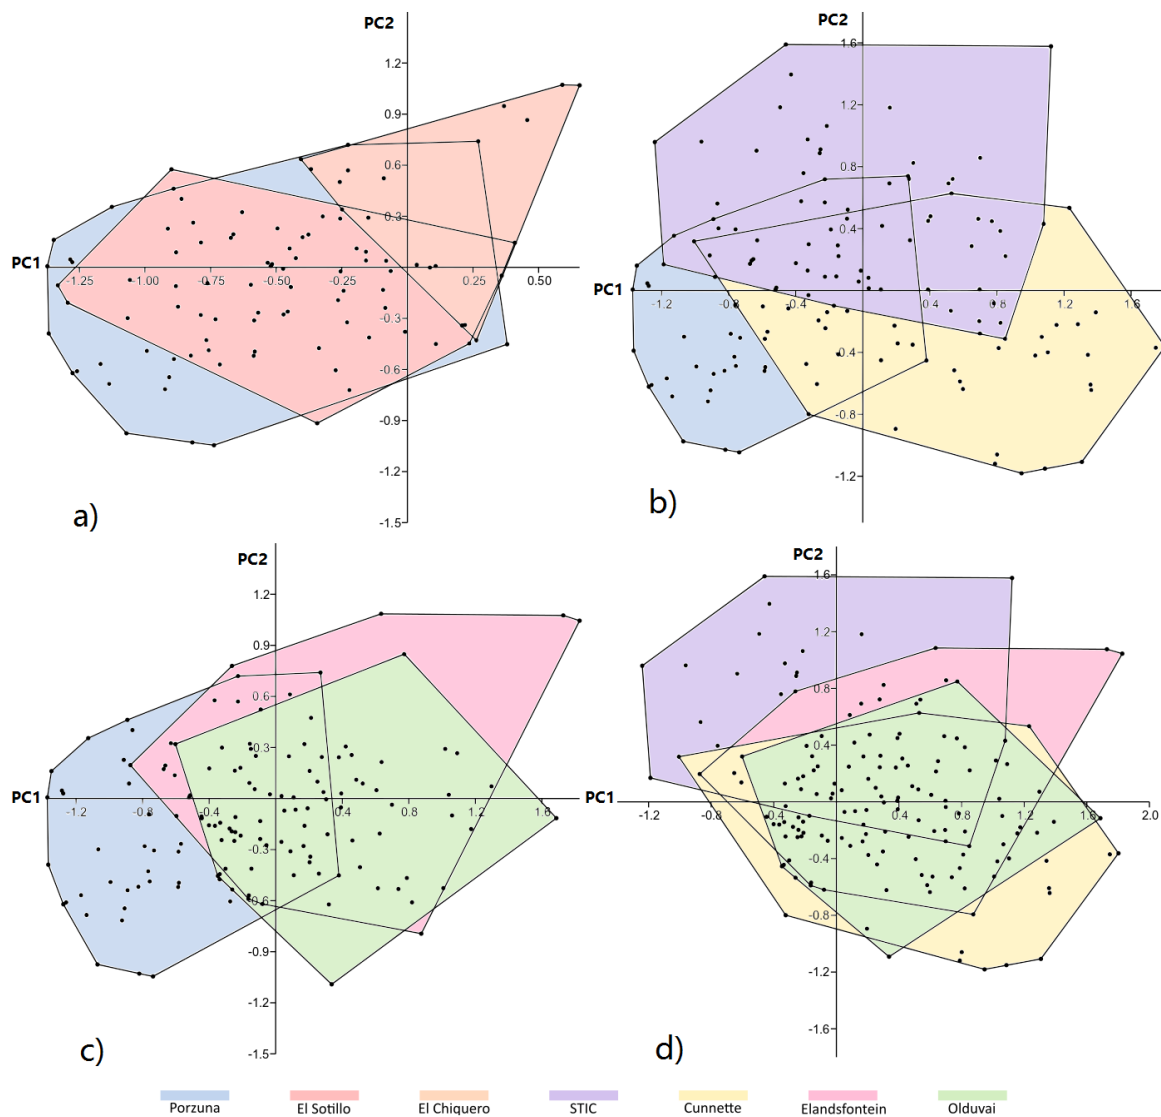 PC2
1.2
0.9
0.6
0.3
PC1
-1.25 -1.00 -0.75 -0.50 -0.25 0.25 0.50
-0.3
-0.6
-0.9
-1.2
-1.5
a)
PC2
1.6
1.2
0.8
0.4
PC1
-1.2 -0.8 -0.4 0.4 0.8 1.2 1.6
-0.4
-0.8
-1.2
b)
PC2
1.2
0.9
0.6
0.3
PC1
-1.2 -0.8 -0.4 0.4 0.8 1.2 1.6
-0.3
-0.6
-0.9
-1.2
-1.5
c)
PC2
1.6
1.2
0.8
0.4
PC1
-1.2 -0.8 -0.4 0.4 0.8 1.2 1.6 2.0
-0.4
-0.8
-1.2
-1.6
d)
Porzuna El Sotillo El Chiquero STIC Cunnette Elandsfontein Olduvai